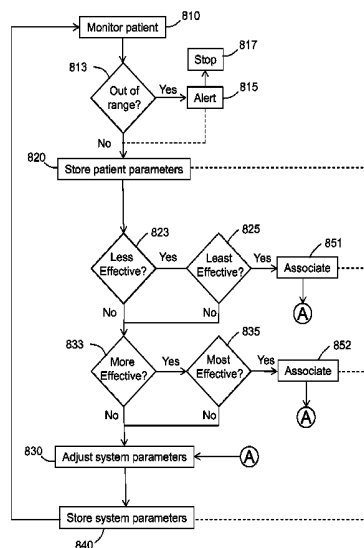 Monitor patient
810
817
Stop
813
Out of
range?
Yes
Alert
815
No
820
Store patient parameters
823
825
851
Less
Effective?
Yes
Least
Effective?
Yes
Associate
A
No
No
833
835
852
More
Effective?
Yes
Most
Effective?
Yes
Associate
A
No
No
830
Adjust system parameters
A
Store system parameters
840